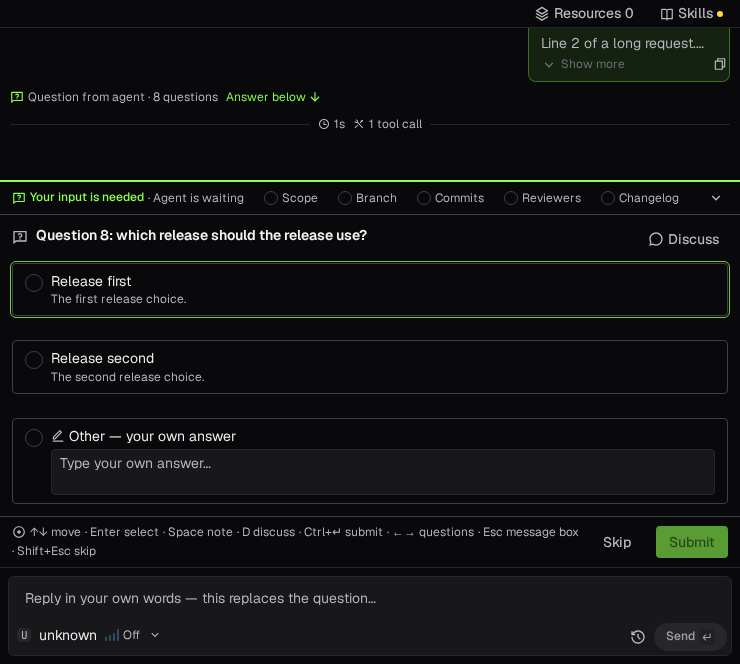 Resources 0 Skills
Line 2 of a long request....
Show more
Question from agent · 8 questions Answer below ↓
1s 1 tool call
Your input is needed · Agent is waiting Scope Branch Commits Reviewers Changelog
Question 8: which release should the release use?
Discuss
Release first
The first release choice.
Release second
The second release choice.
Other — your own answer
Type your own answer...
↑↓ move · Enter select · Space note · D discuss · Ctrl+↵ submit · ←→ questions · Esc message box
· Shift+Esc skip
Skip Submit
Reply in your own words — this replaces the question...
U unknown Off
Send ↵